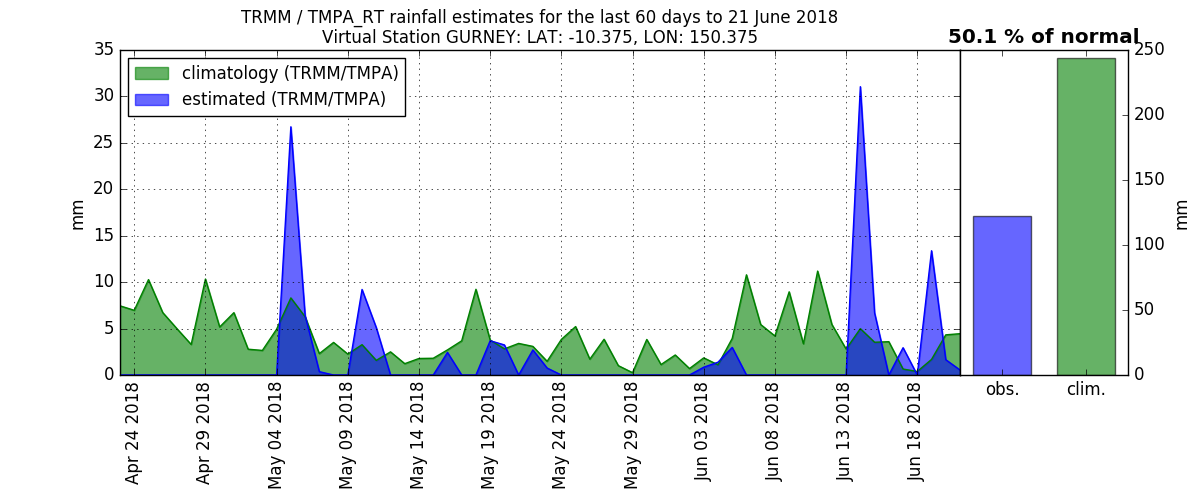 TRMM / TMPA_RT rainfall estimates for the last 60 days to 21 June 2018
Virtual Station GURNEY: LAT: -10.375, LON: 150.375
50.1 % of normal
climatology (TRMM/TMPA)
estimated (TRMM/TMPA)
35
30
25
20
15
10
5
0
mm
Apr 24 2018
Apr 29 2018
May 04 2018
May 09 2018
May 14 2018
May 19 2018
May 24 2018
May 29 2018
Jun 03 2018
Jun 08 2018
Jun 13 2018
Jun 18 2018
obs.
clim.
250
200
150
100
50
0
mm